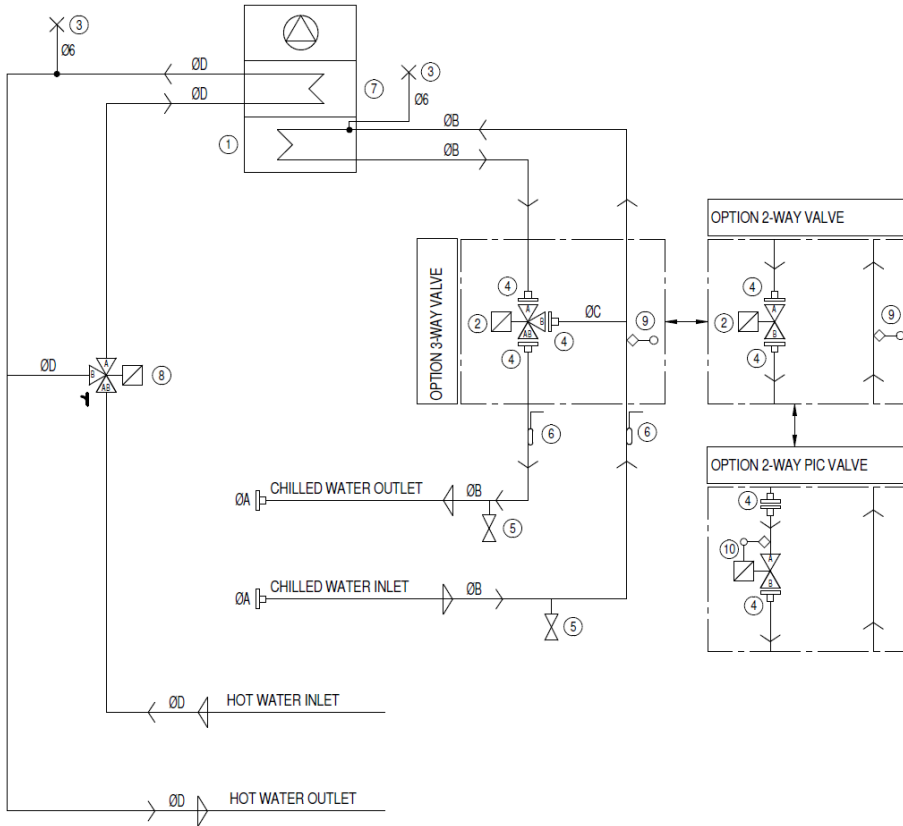 3
Ø6
ØD
ØD
7
3
Ø6
ØB
1
ØB
OPTION 2-WAY VALVE
OPTION 3-WAY VALVE
4
A
2
B
AB
4
4
ØC
9
4
A
2
B
4
9
ØD
A
B
AB
8
6
6
OPTION 2-WAY PIC VALVE
CHILLED WATER OUTLET
ØA
ØB
5
4
10
A
B
4
CHILLED WATER INLET
ØA
ØB
5
ØD
HOT WATER INLET
ØD
HOT WATER OUTLET